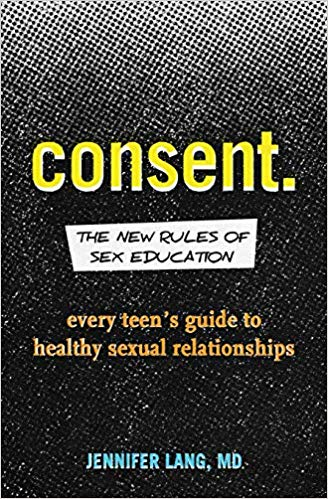 consent.
THE NEW RULES OF
SEX EDUCATION
every teen's guide to
healthy sexual relationships
JENNIFER LANG, MD